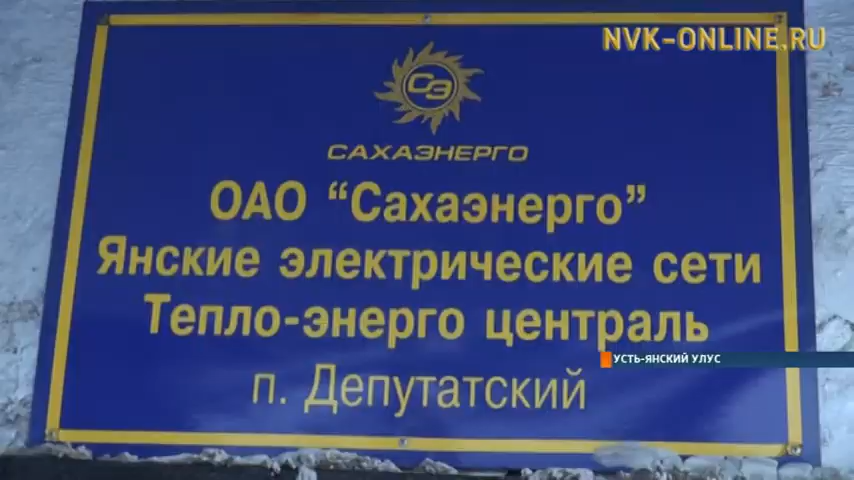 NVK-ONLINE.RU
СЭ
САХАЭНЕРГО
ОАО “Сахаэнерго”
Янские электрические сети
Тепло-энерго централь
УСТЬ-ЯНСКИЙ УЛУС
п. Депутатский